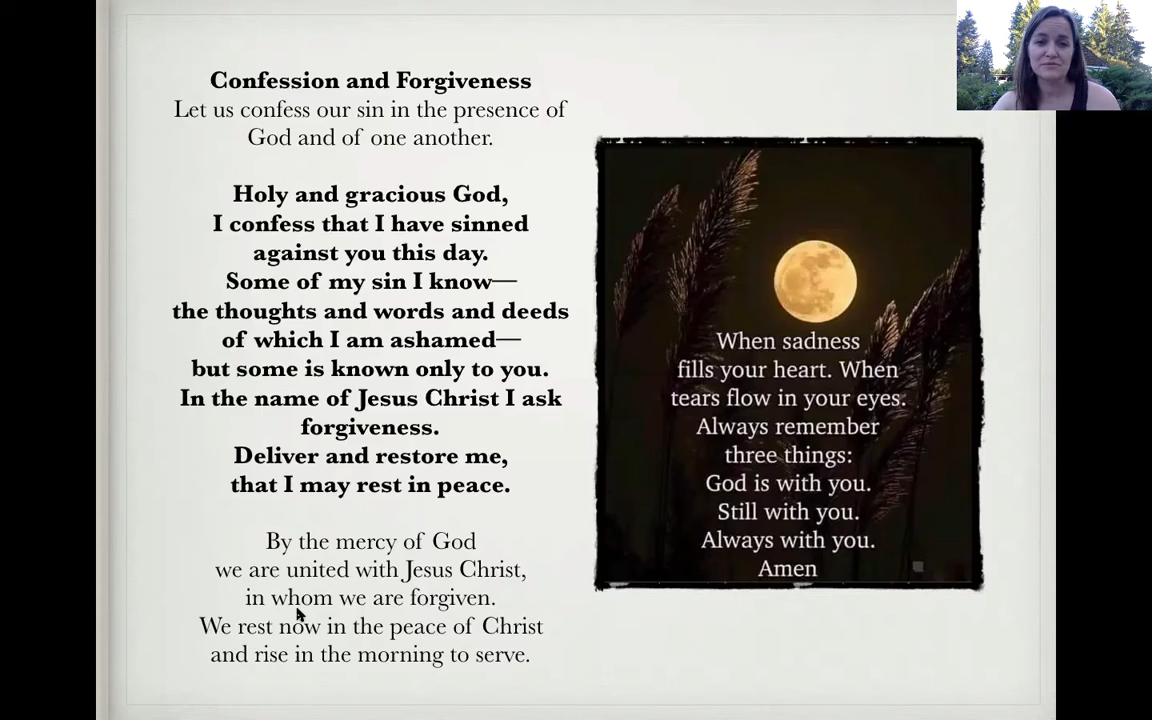 Confession and Forgiveness
Let us confess our sin in the presence of
God and of one another.
Holy and gracious God,
I confess that I have sinned
against you this day.
Some of my sin I know—
the thoughts and words and deeds
of which I am ashamed—
but some is known only to you.
In the name of Jesus Christ I ask
forgiveness.
Deliver and restore me,
that I may rest in peace.
By the mercy of God
we are united with Jesus Christ,
in whom we are forgiven.
We rest now in the peace of Christ
and rise in the morning to serve.
When sadness
fills your heart. When
tears flow in your eyes.
Always remember
three things:
God is with you.
Still with you.
Always with you.
Amen